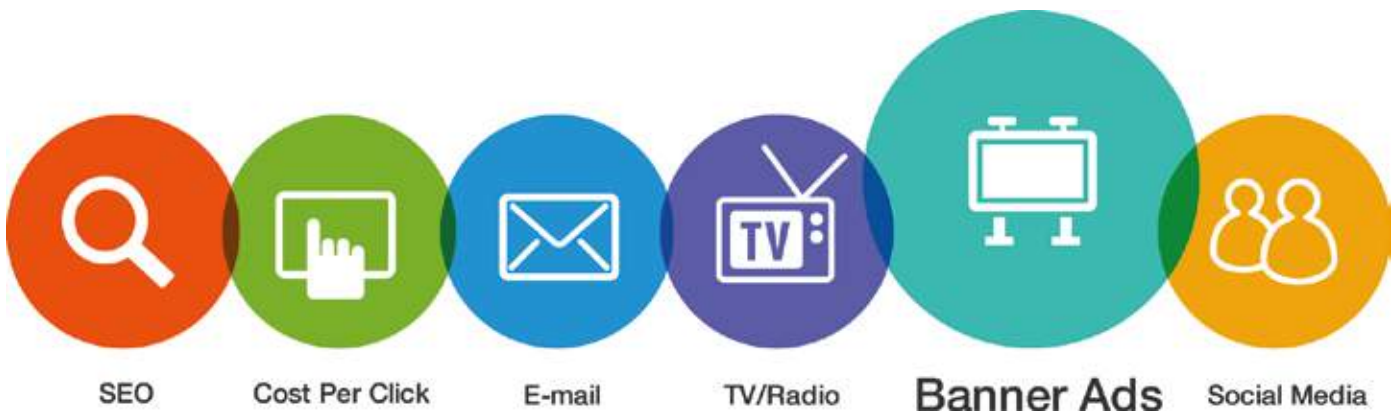 TV
SEO
Cost Per Click
E-mail
TV/Radio
Banner Ads
Social Media